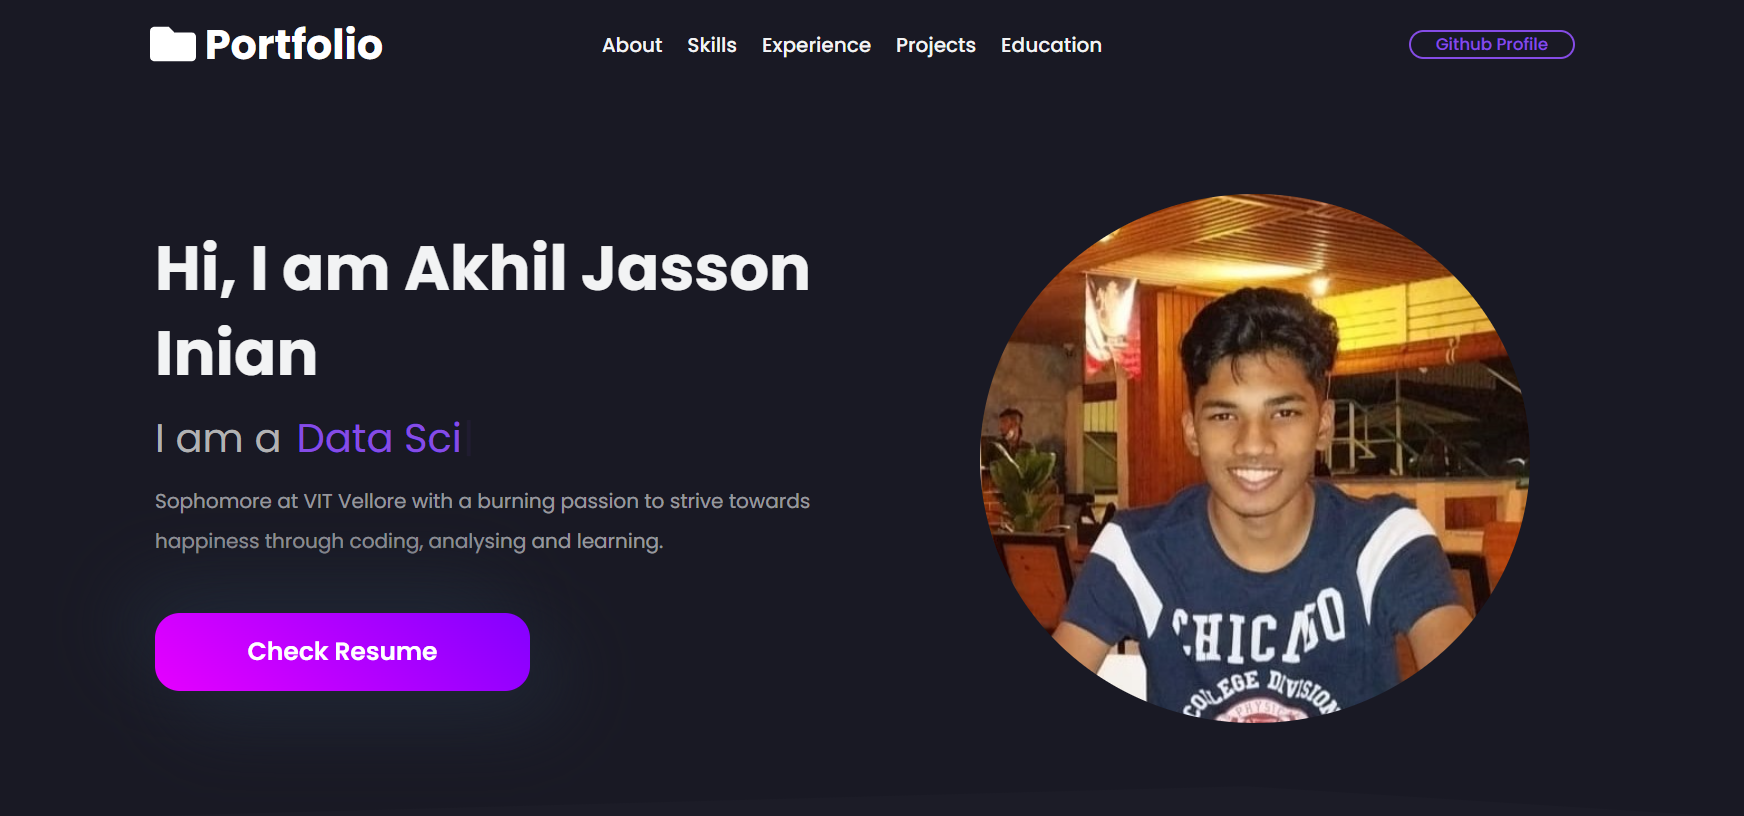 Portfolio
About Skills Experience Projects Education
Github Profile
Hi, I am Akhil Jasson
Inian
I am a Data Sci
Sophomore at VIT Vellore with a burning passion to strive towards
happiness through coding, analysing and learning.
Check Resume
CHICAGO
COLLEGE DIVISION
PHYSIC